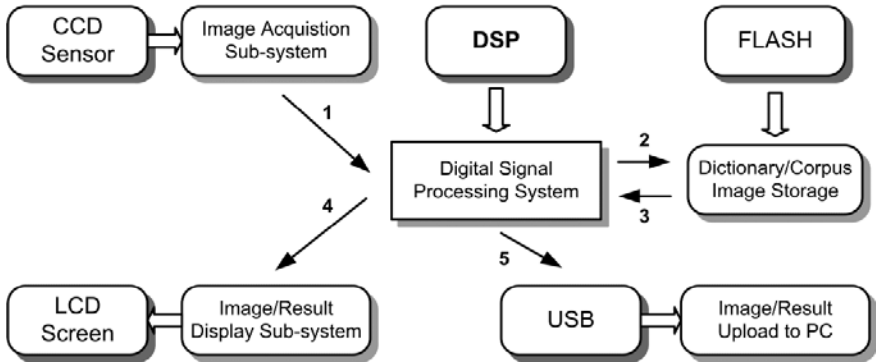 CCD
Sensor
Image Acquistion
Sub-system
DSP
FLASH
1
2
Digital Signal
Processing System
Dictionary/Corpus
Image Storage
3
4
5
LCD
Screen
Image/Result
Display Sub-system
USB
Image/Result
Upload to PC